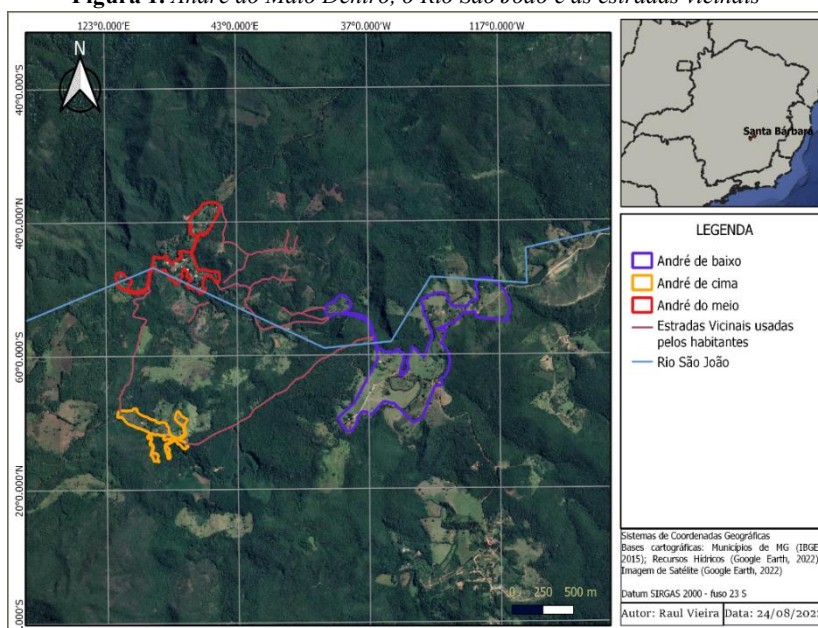 Figura 1. André do Mato Dentro, o Rio São João e as estradas vicinais
123°0.000'E 43°0.000'N 37°0.000'N 117°0.000'N
N
40°0.000'S
40°0.000'N
60°0.000'S
20°0.000'N
.000'S
0 250 500 m
Santa Bárbara
LEGENDA
André de baixo
André de cima
André do meio
Estradas Vicinais usadas
pelos habitantes
Rio São João
Sistemas de Coordenadas Geográficas
Bases cartográficas: Municípios de MG (IBGE
2015); Recursos Hídricos (Google Earth, 2022)
Imagem de Satélite (Google Earth, 2022)
Datum SIRGAS 2000 - fuso 23 S
Autor: Raul Vieira Data: 24/08/2022